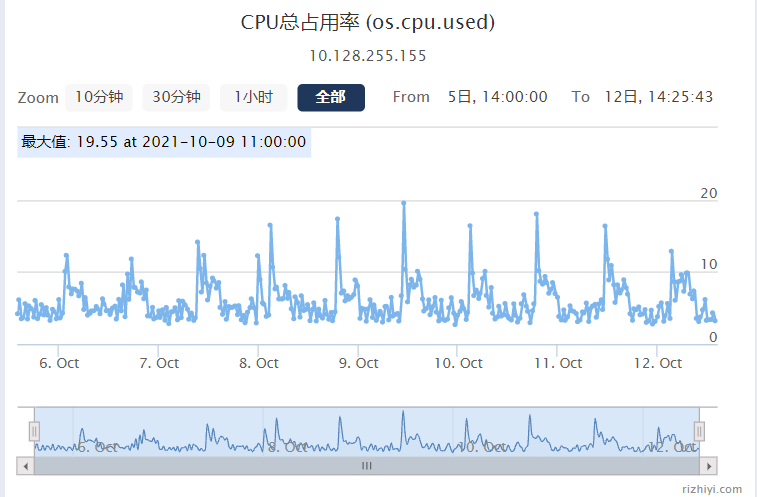 CPU总占用率 (os.cpu.used)
10.128.255.155
Zoom 10分钟 30分钟 1小时 全部 From 5日, 14:00:00 To 12日, 14:25:43
最大值: 19.55 at 2021-10-09 11:00:00
20
10
0
6. Oct 7. Oct 8. Oct 9. Oct 10. Oct 11. Oct 12. Oct
6. Oct 8. Oct 10. Oct 12. Oct
rizhiyi.com